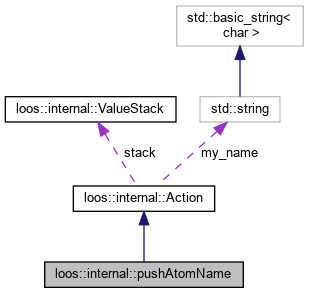 std::basic_string<
char >
loos::internal::ValueStack
std::string
stack
my_name
loos::internal::Action
loos::internal::pushAtomName